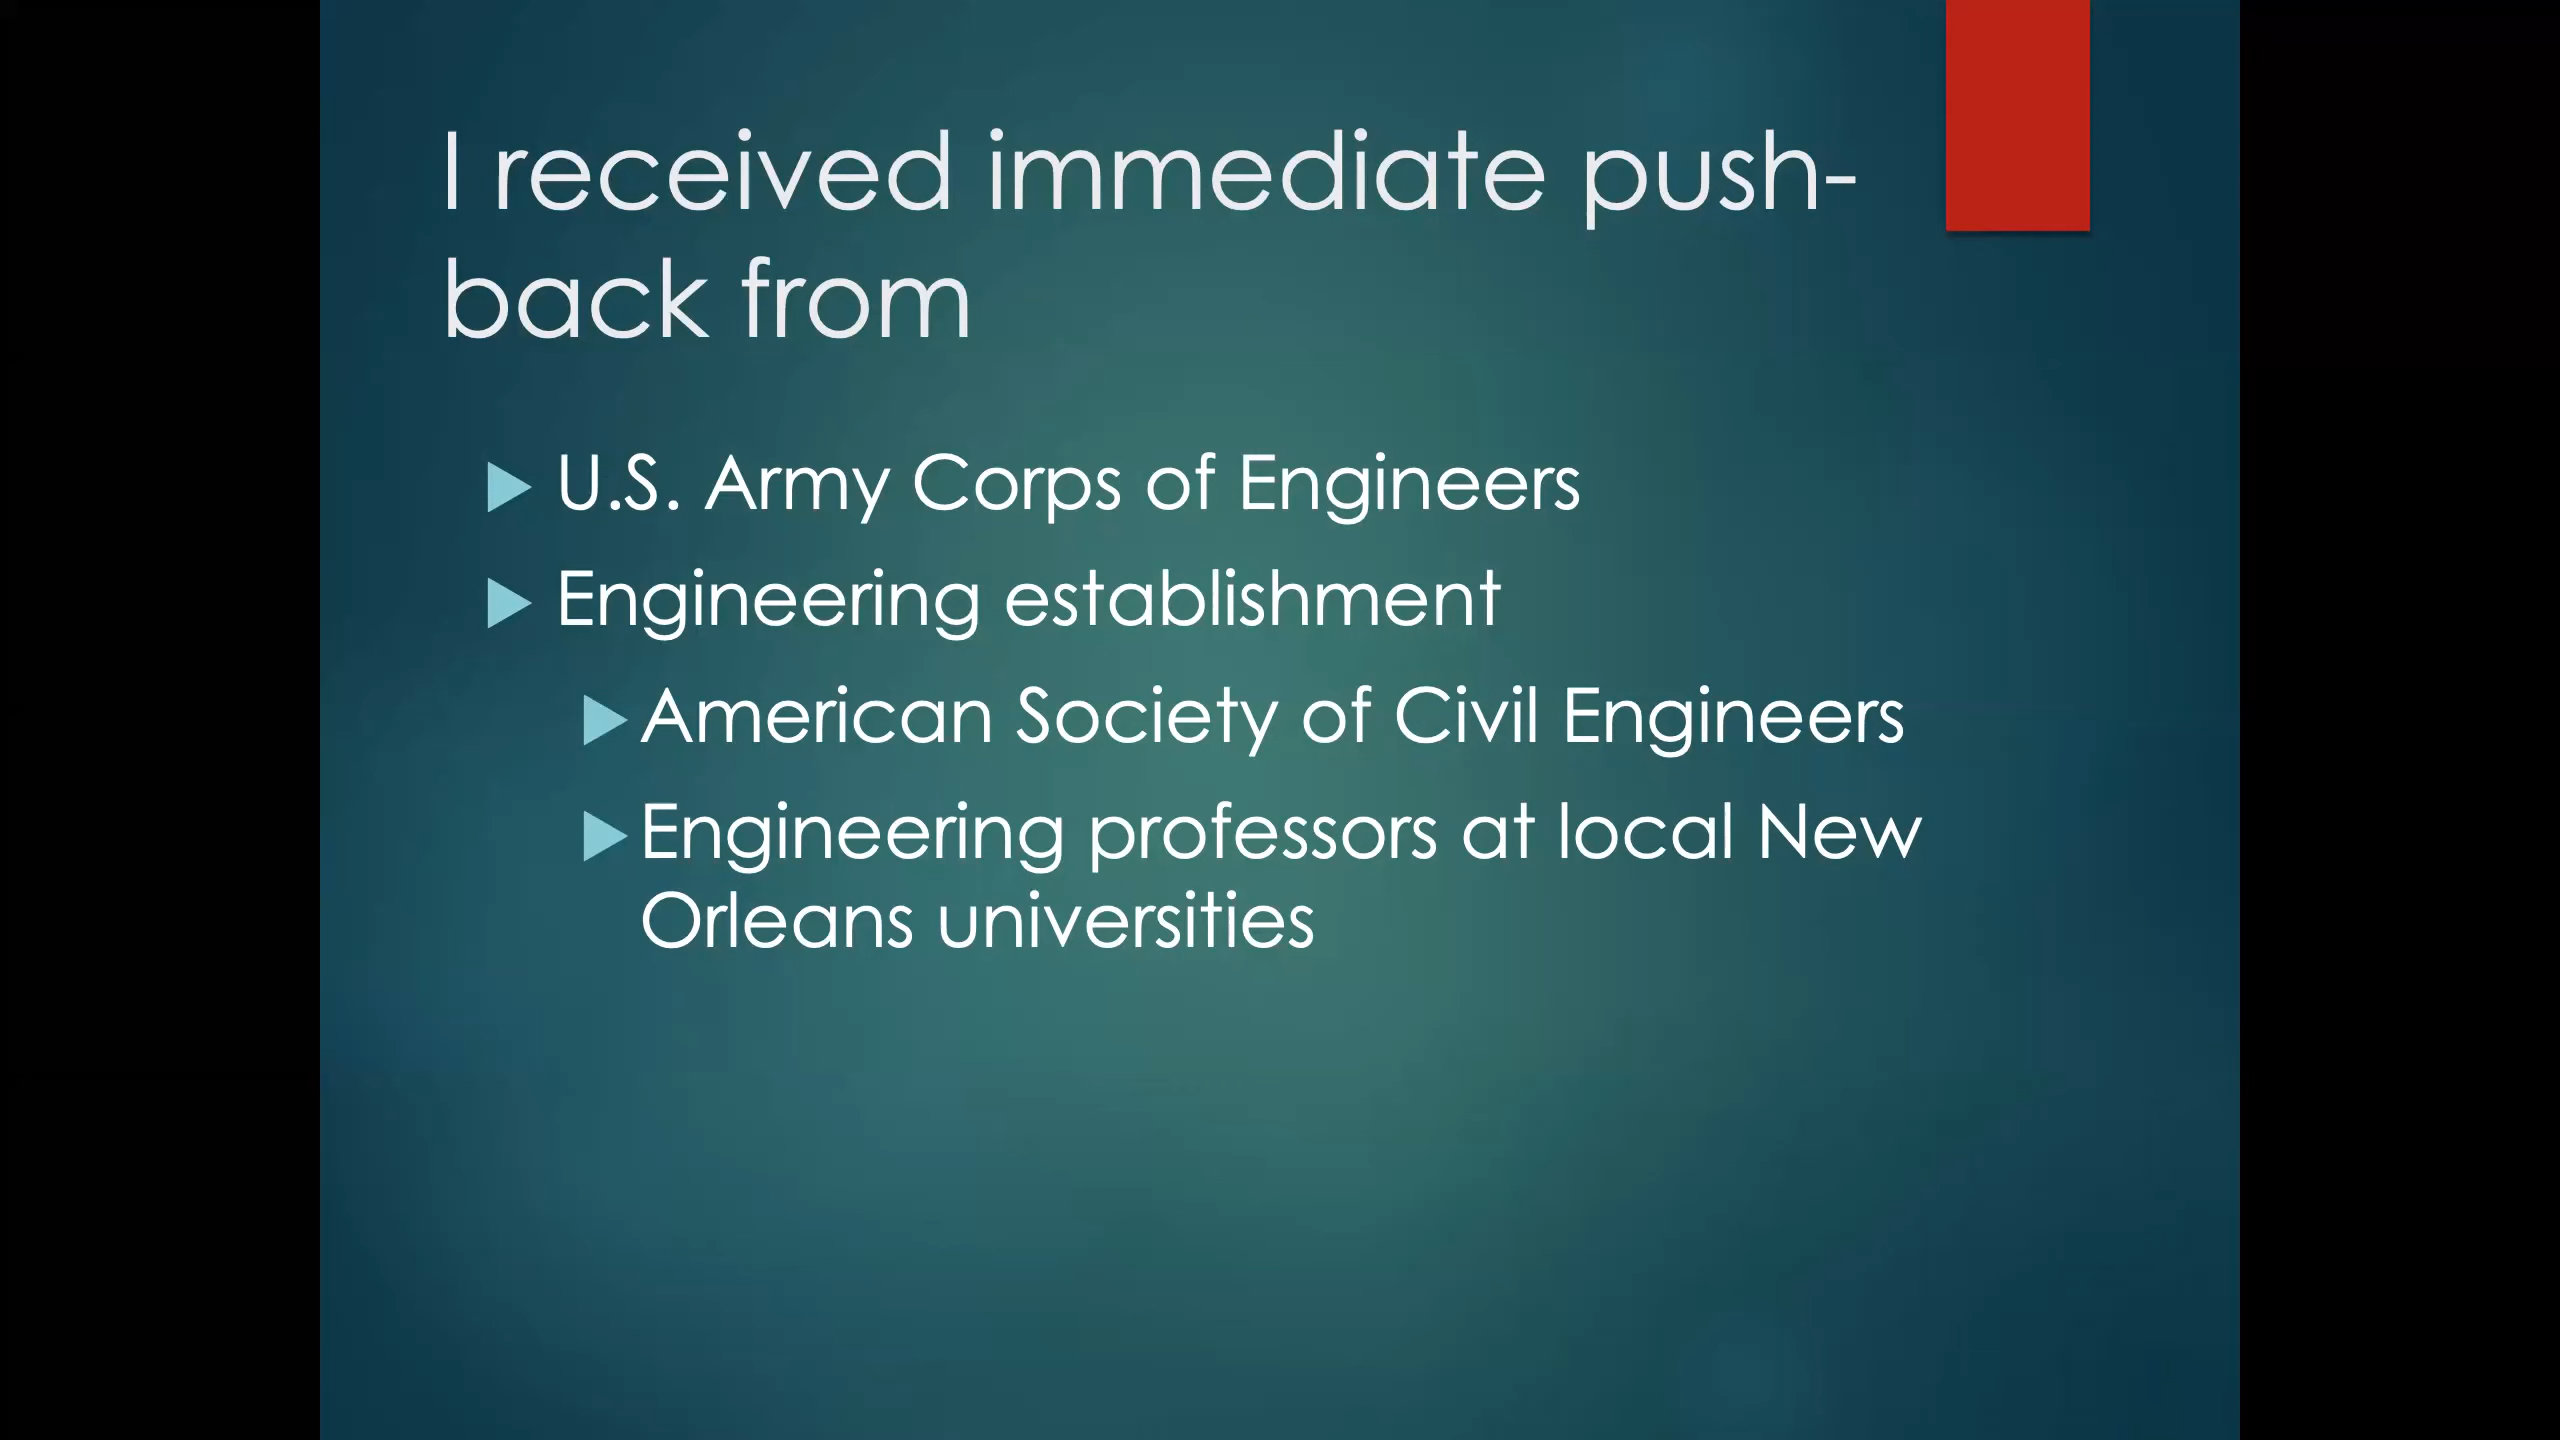 I received immediate push-
back from
U.S. Army Corps of Engineers
Engineering establishment
American Society of Civil Engineers
Engineering professors at local New
Orleans universities